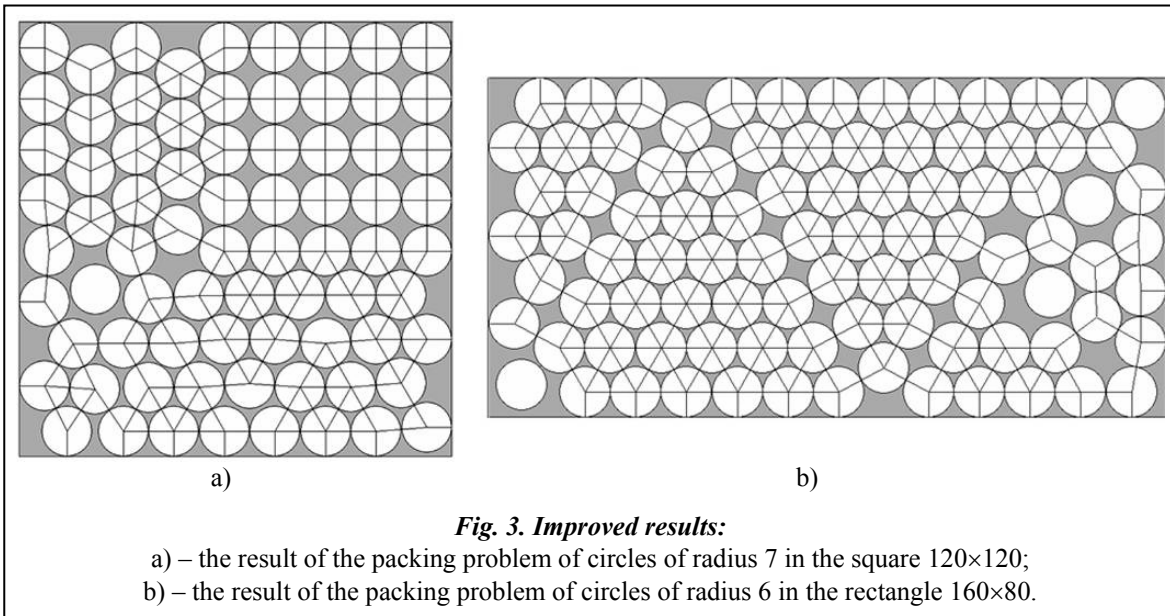 a)
b)
Fig. 3. Improved results:
a) – the result of the packing problem of circles of radius 7 in the square 120×120;
b) – the result of the packing problem of circles of radius 6 in the rectangle 160×80.